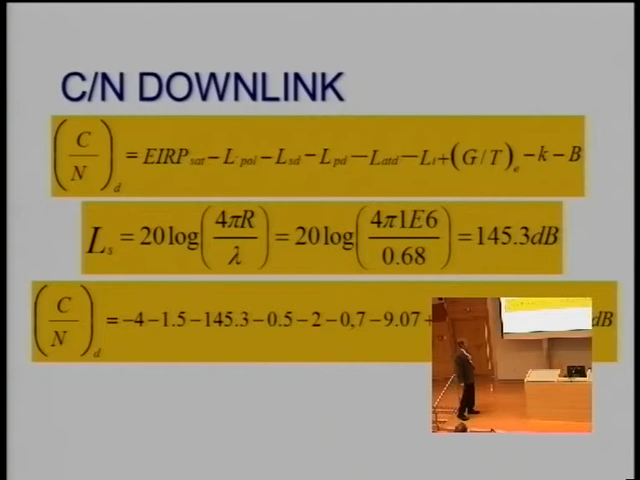 C/N DOWNLINK
(C/N)d = EIRPsat – Lpol – Lsd – Lpd – Latd – Li + (G/T)e – k – B
Ls = 20log(4πR/λ) = 20log(4π1E6/0.68) = 145.3dB
(C/N)d = –4 –1.5 –145.3 –0.5 –2 –0,7 –9.07 + dB